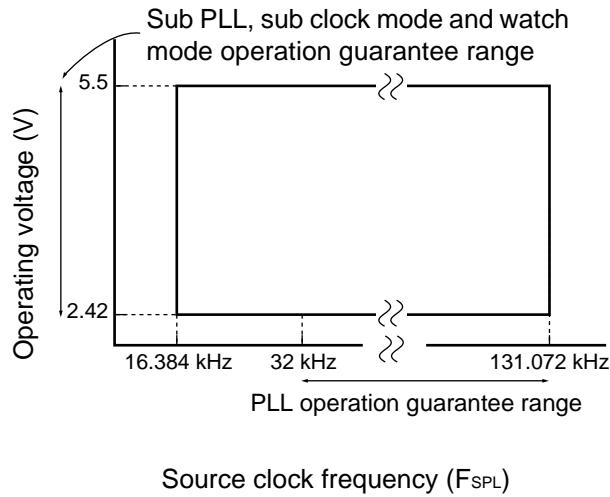 Sub PLL, sub clock mode and watch
mode operation guarantee range
5.5
Operating voltage (V)
2.42
16.384 kHz 32 kHz 131.072 kHz
PLL operation guarantee range
Source clock frequency (FSPL)